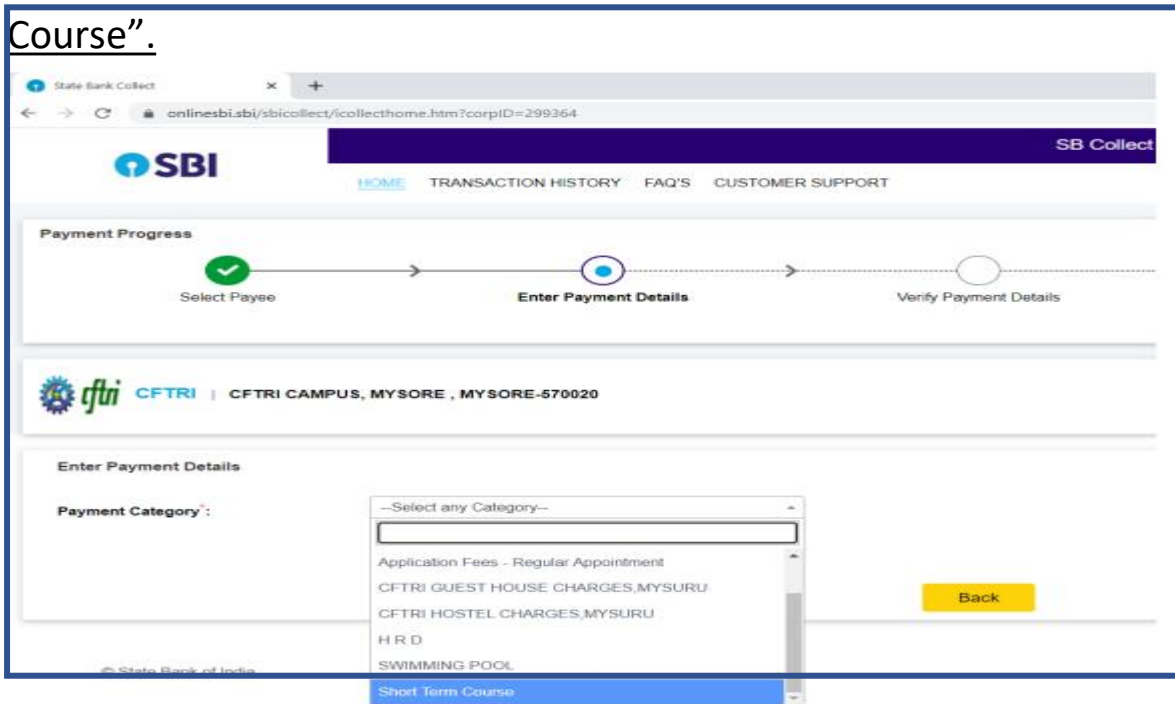 Course”.
State Bank Collect
onlinesbi.sbi/sbicollect/icollecthome.htm?corpID=299364
SBI
SB Collect
HOME TRANSACTION HISTORY FAQ'S CUSTOMER SUPPORT
Payment Progress
Select Payee Enter Payment Details Verify Payment Details
cftri CFTRI | CFTRI CAMPUS, MYSORE , MYSORE-570020
Enter Payment Details
Payment Category*: --Select any Category--
Application Fees - Regular Appointment
CFTRI GUEST HOUSE CHARGES,MYSURU
Back
CFTRI HOSTEL CHARGES,MYSURU
H R D
SWIMMING POOL
© State Bank of India
Short Term Course